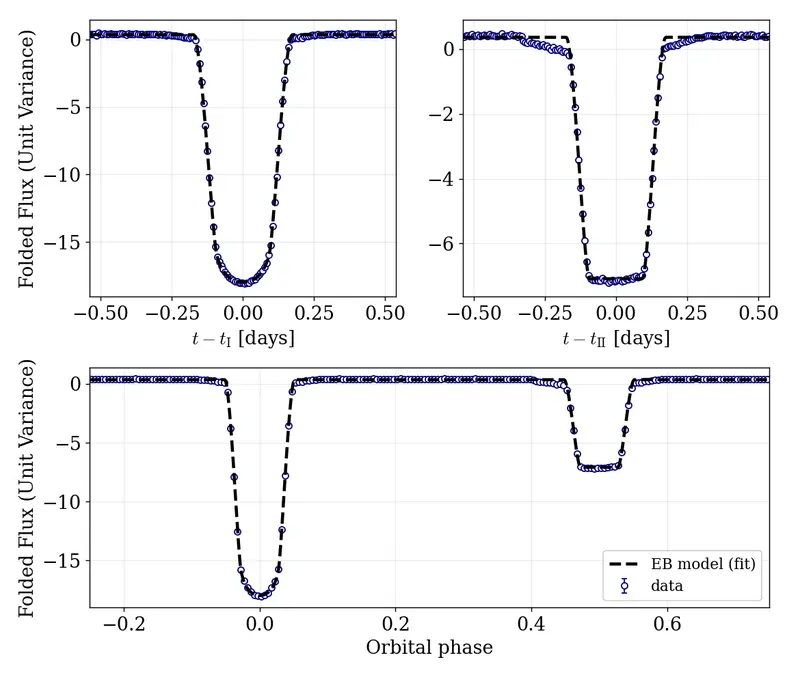 Folded Flux (Unit Variance)
0
−5
−10
−15
−0.50 −0.25 0.00 0.25 0.50
t − t_I [days]
0
−2
−4
−6
−0.50 −0.25 0.00 0.25 0.50
t − t_II [days]
Folded Flux (Unit Variance)
0
−5
−10
−15
EB model (fit)
data
−0.2 0.0 0.2 0.4 0.6
Orbital phase